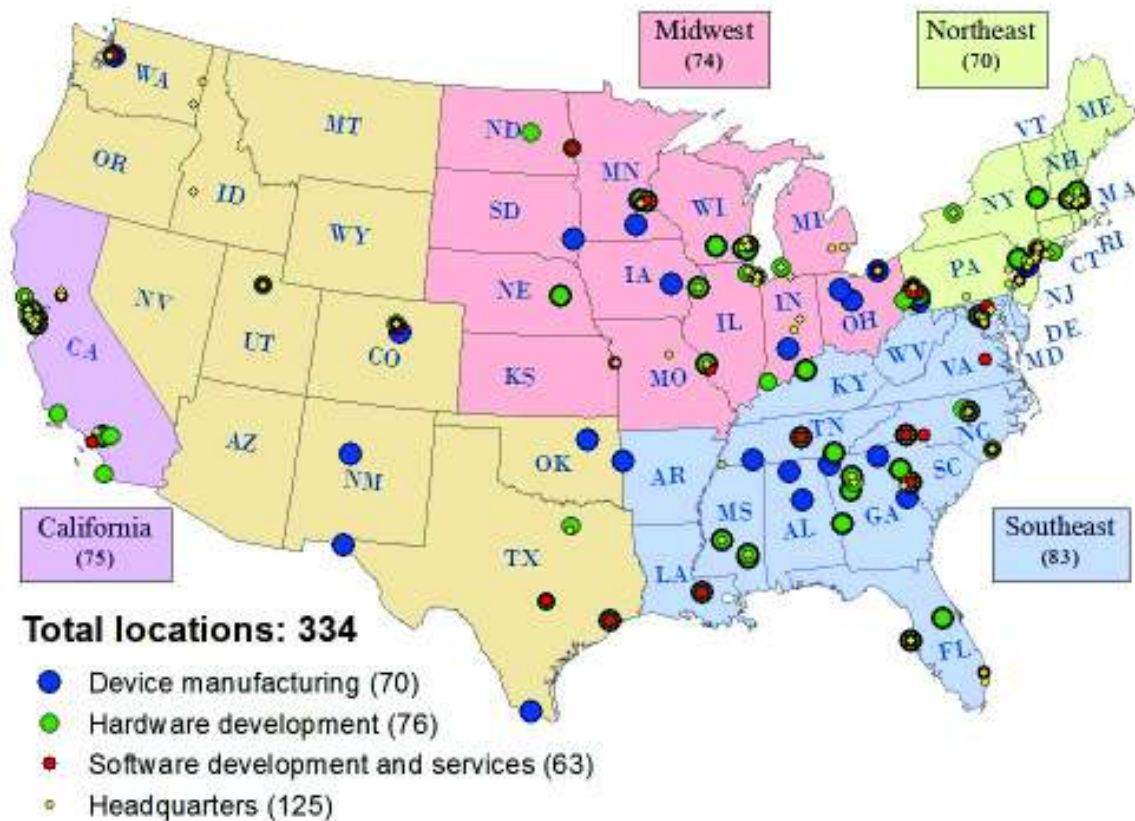 Midwest
(74)
Northeast
(70)
WA
MT
ND
MN
VT
ME
NH
OR
ID
SD
WI
MI
NY
MA
WY
RI
CT
IA
PA
NE
NV
IL
IN
OH
NJ
UT
CO
DE
CA
WV
VA
MD
KS
MO
KY
NC
TN
AZ
OK
AR
SC
NM
MS
AL
GA
California
(75)
Southeast
(83)
TX
LA
FL
Total locations: 334
Device manufacturing (70)
Hardware development (76)
Software development and services (63)
Headquarters (125)